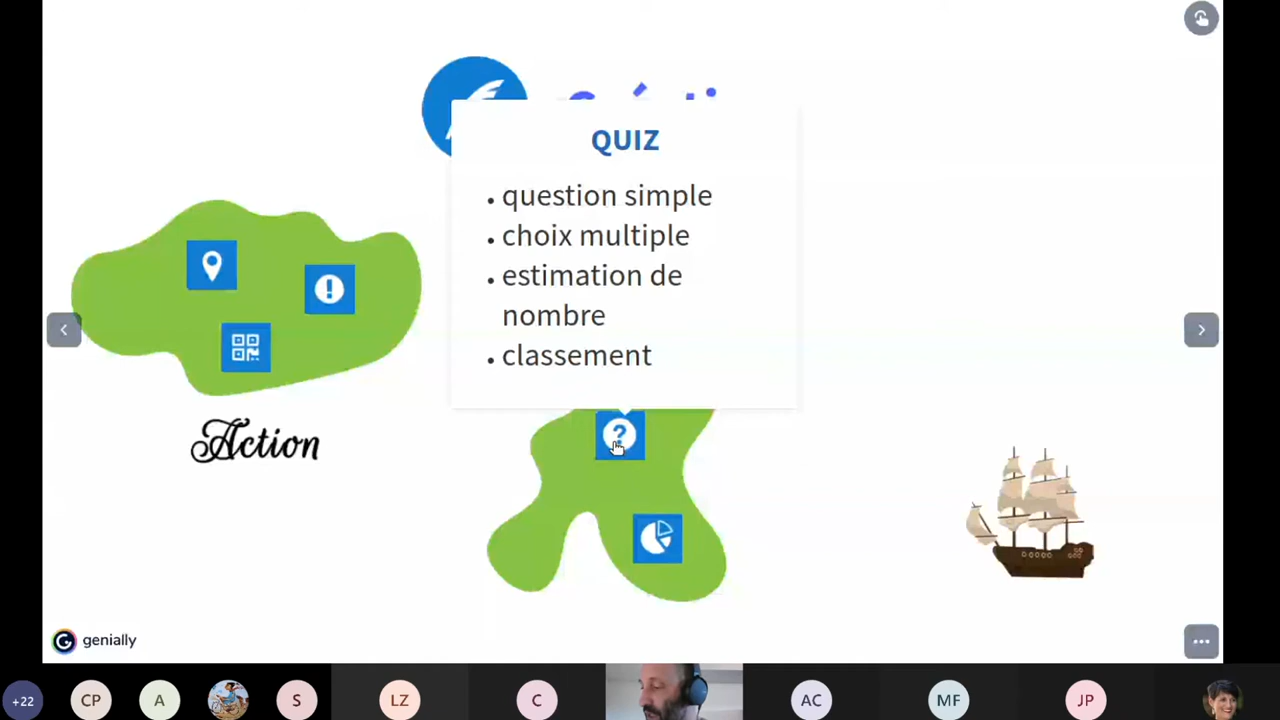 QUIZ
• question simple
• choix multiple
• estimation de
nombre
• classement
Action
genially
+22
CP
A
S
LZ
C
AC
MF
JP